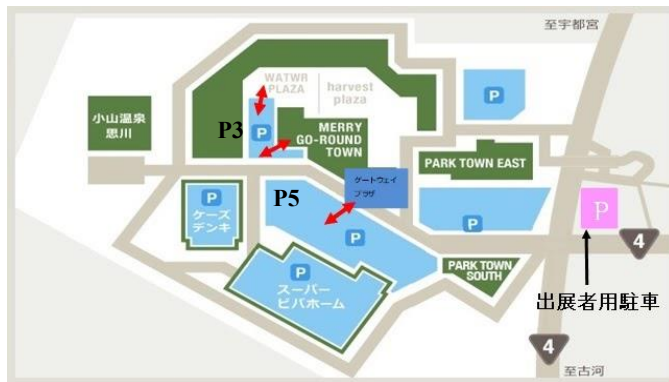 至宇都宮
WATWR
PLAZA
harvest
plaza
P
小山温泉
思川
P3
P
MERRY
GO-ROUND
TOWN
PARK TOWN EAST
ゲートウェイ
プラザ
P
ケーズ
デンキ
P5
P
P
P
4
P
スーパー
ビバホーム
PARK TOWN
SOUTH
出展者用駐車
4
至古河